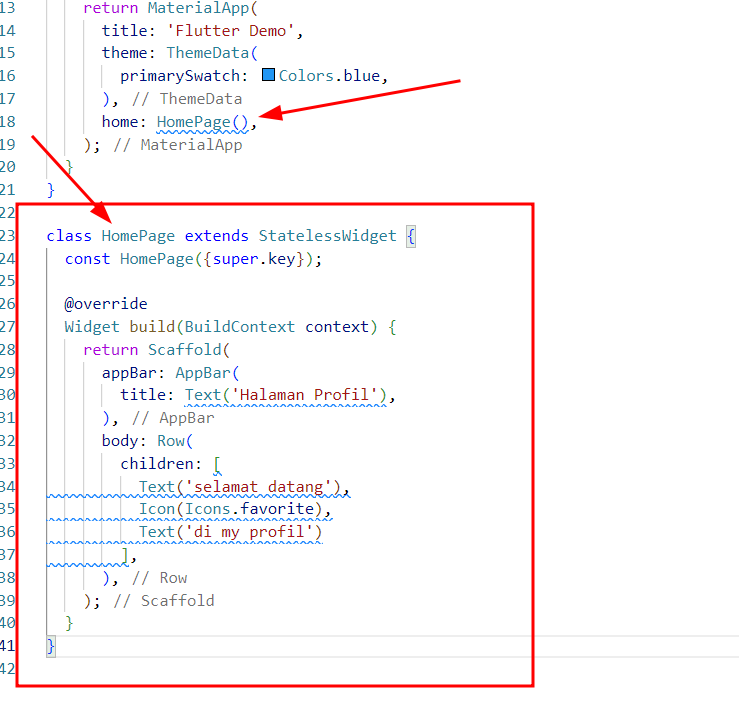 13 return MaterialApp(
14 title: 'Flutter Demo',
15 theme: ThemeData(
16 primarySwatch: Colors.blue,
17 ), // ThemeData
18 home: HomePage(),
19 ); // MaterialApp
20 }
21 }
22
23 class HomePage extends StatelessWidget {
24 const HomePage({super.key});
25
26 @override
27 Widget build(BuildContext context) {
28 return Scaffold(
29 appBar: AppBar(
30 title: Text('Halaman Profil'),
31 ), // AppBar
32 body: Row(
33 children: [
34 Text('selamat datang'),
35 Icon(Icons.favorite),
36 Text('di my profil')
37 ],
38 ), // Row
39 ); // Scaffold
40 }
41 }
42